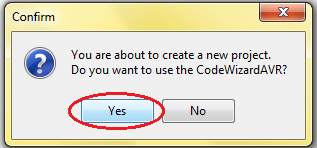 Confirm
You are about to create a new project.
Do you want to use the CodeWizardAVR?
Yes
No